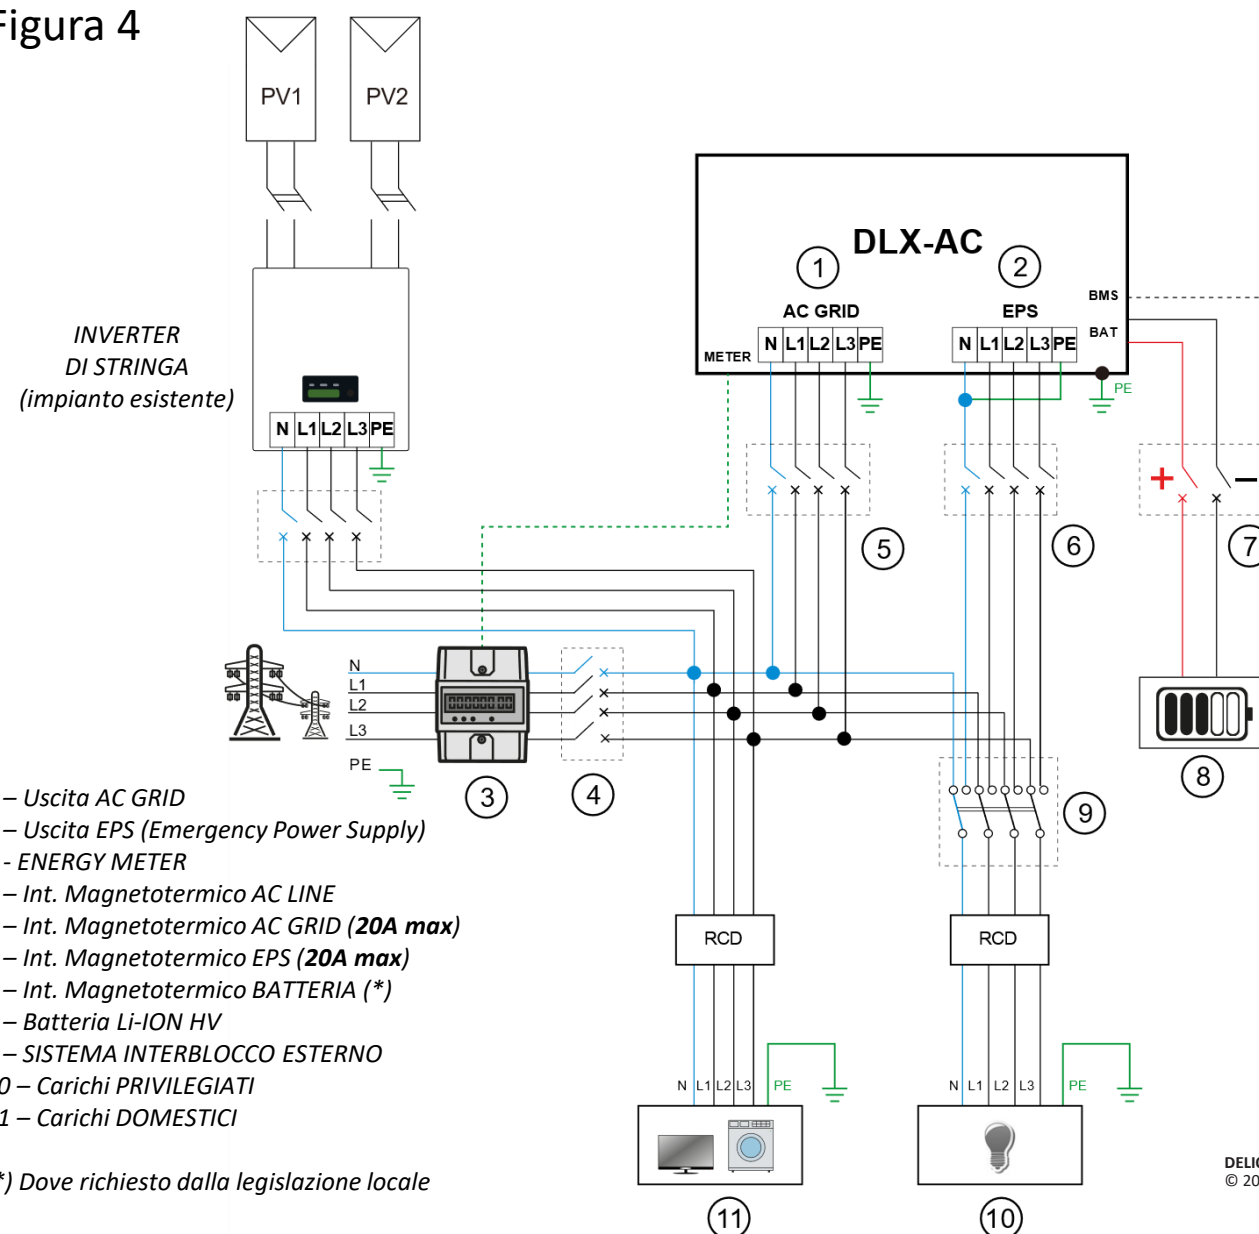 Figura 4
PV1
PV2
DLX-AC
1
2
BMS
AC GRID
EPS
BAT
INVERTER
DI STRINGA
(impianto esistente)
METER
N L1 L2 L3 PE
N L1 L2 L3 PE
PE
N L1 L2 L3 PE
+
−
5
6
7
N
L1
L2
L3
PE
3
4
8
9
– Uscita AC GRID
– Uscita EPS (Emergency Power Supply)
- ENERGY METER
– Int. Magnetotermico AC LINE
– Int. Magnetotermico AC GRID (20A max)
– Int. Magnetotermico EPS (20A max)
– Int. Magnetotermico BATTERIA (*)
– Batteria Li-ION HV
– SISTEMA INTERBLOCCO ESTERNO
0 – Carichi PRIVILEGIATI
1 – Carichi DOMESTICI
*) Dove richiesto dalla legislazione locale
RCD
RCD
N L1 L2 L3 PE
N L1 L2 L3 PE
11
10
DELIO
© 20